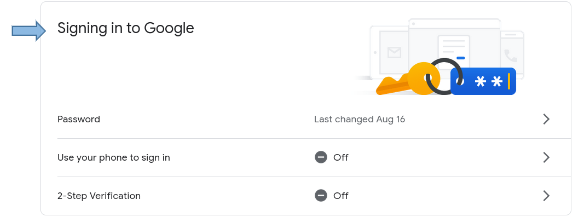 Signing in to Google
**
Password Last changed Aug 16
Use your phone to sign in Off
2-Step Verification Off